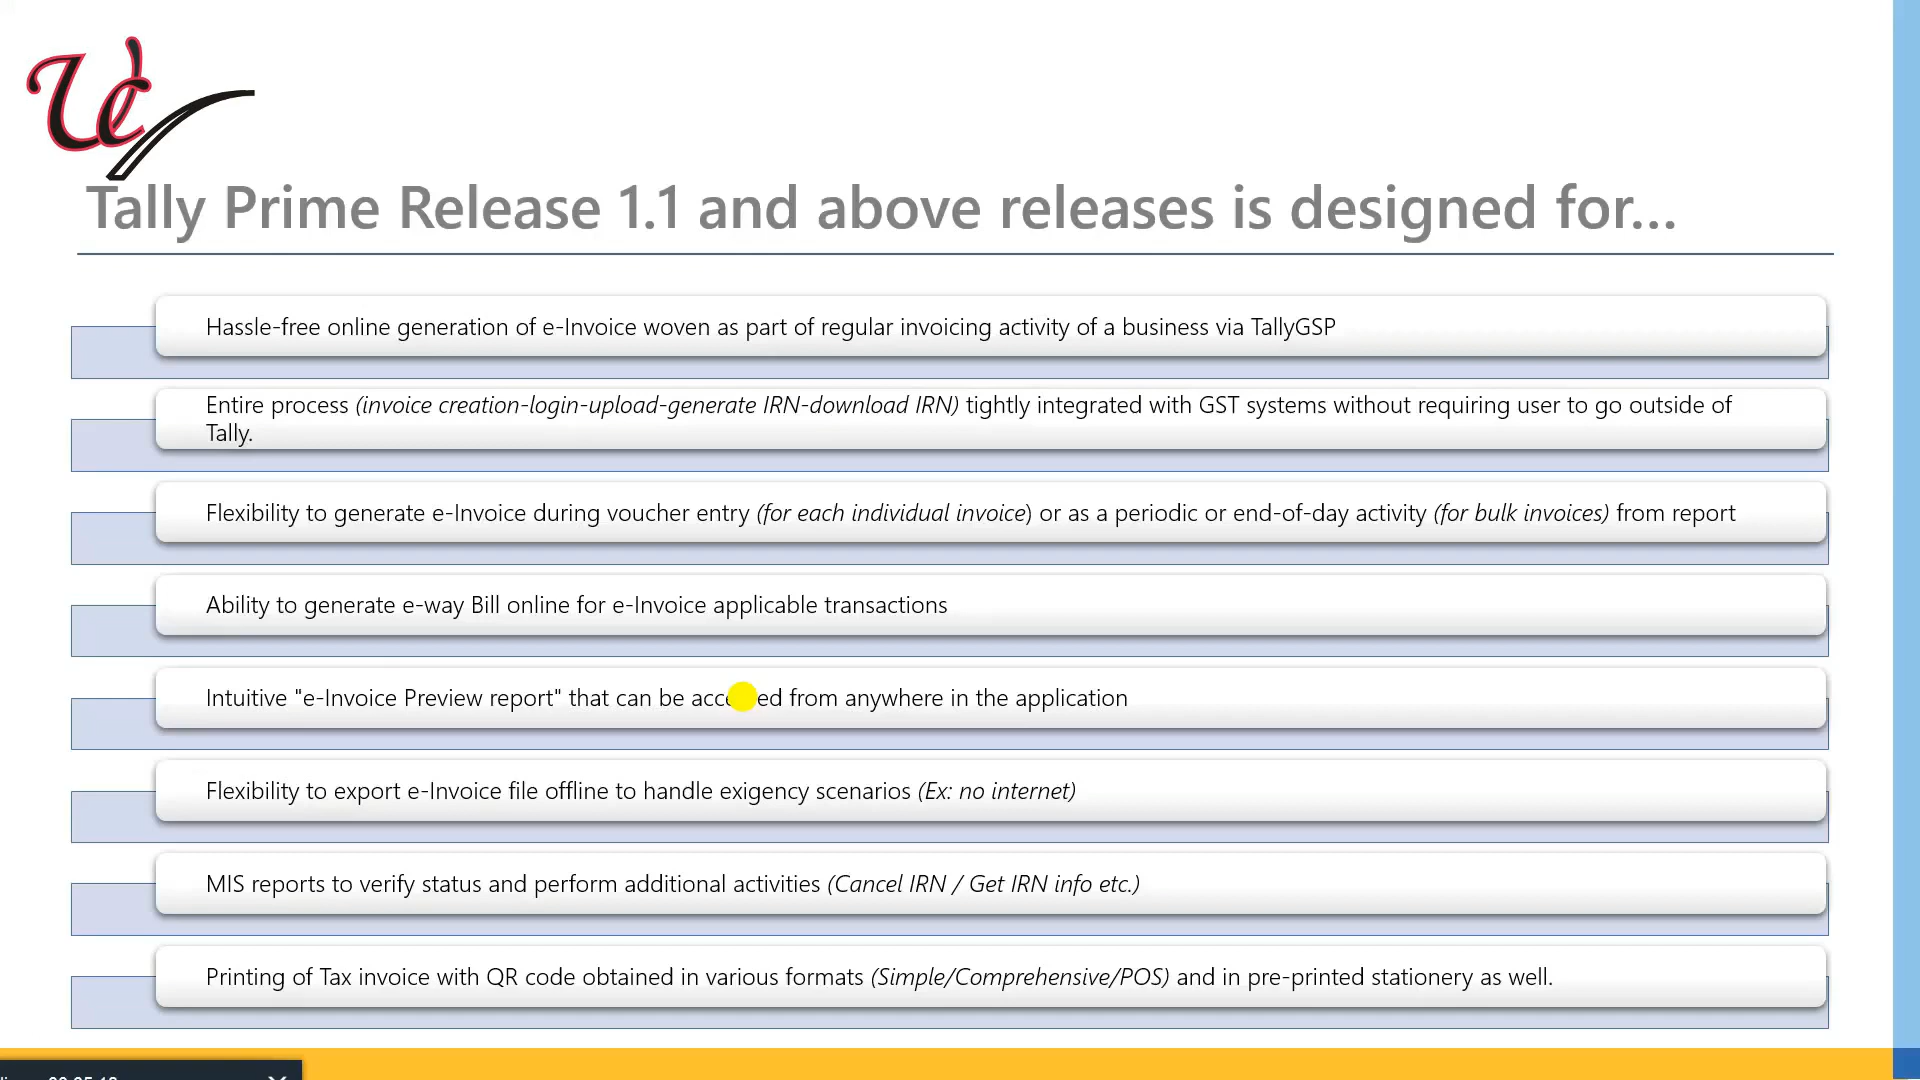 Ue
Tally Prime Release 1.1 and above releases is designed for...
Hassle-free online generation of e-Invoice woven as part of regular invoicing activity of a business via TallyGSP
Entire process (invoice creation-login-upload-generate IRN-download IRN) tightly integrated with GST systems without requiring user to go outside of
Tally.
Flexibility to generate e-Invoice during voucher entry (for each individual invoice) or as a periodic or end-of-day activity (for bulk invoices) from report
Ability to generate e-way Bill online for e-Invoice applicable transactions
Intuitive "e-Invoice Preview report" that can be from anywhere in the application
Flexibility to export e-Invoice file offline to handle exigency scenarios (Ex: no internet)
MIS reports to verify status and perform additional activities (Cancel IRN / Get IRN info etc.)
Printing of Tax invoice with QR code obtained in various formats (Simple/Comprehensive/POS) and in pre-printed stationery as well.